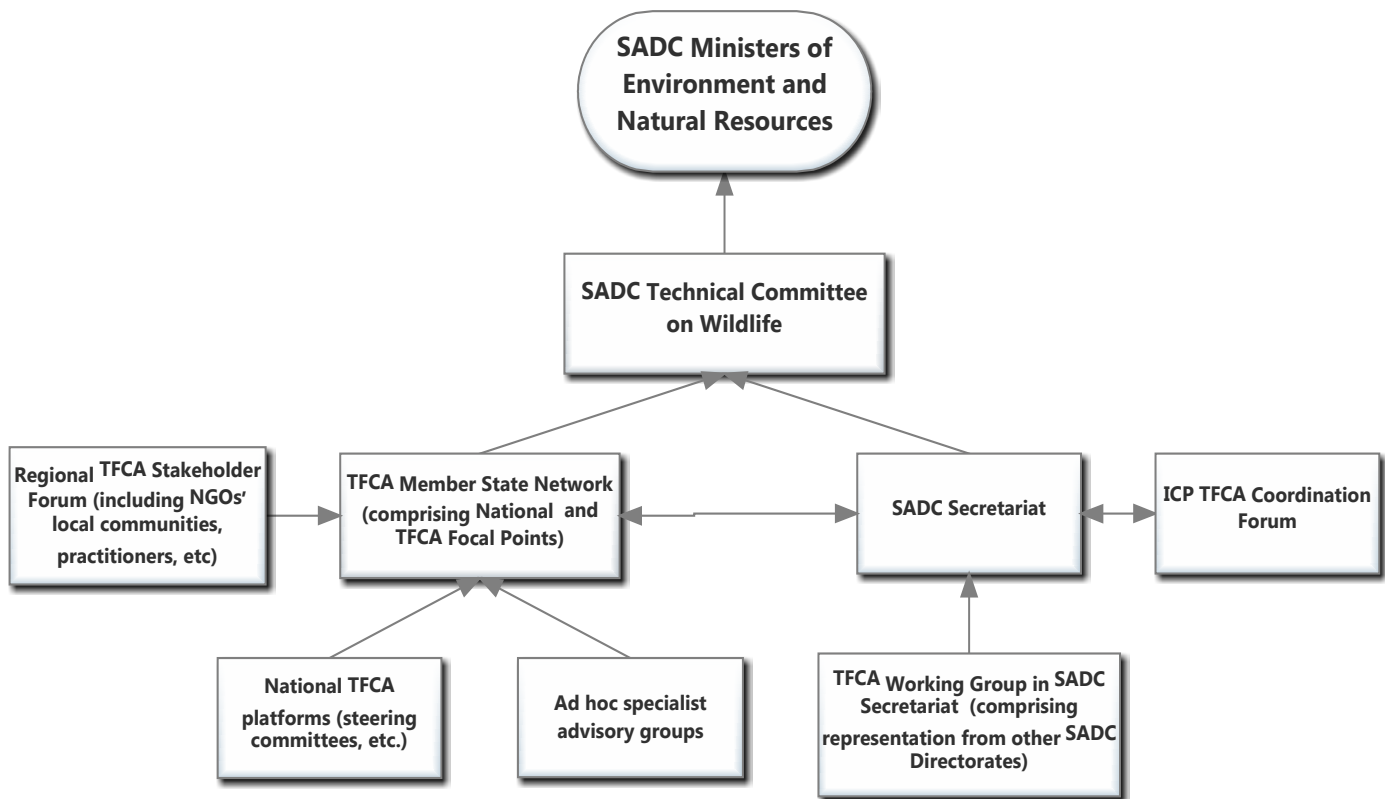 SADC Ministers of
Environment and
Natural Resources
SADC Technical Committee
on Wildlife
Regional TFCA Stakeholder
Forum (including NGOs’
local communities,
practitioners, etc)
TFCA Member State Network
(comprising National and
TFCA Focal Points)
SADC Secretariat
ICP TFCA Coordination
Forum
National TFCA
platforms (steering
committees, etc.)
Ad hoc specialist
advisory groups
TFCA Working Group in SADC
Secretariat (comprising
representation from other SADC
Directorates)